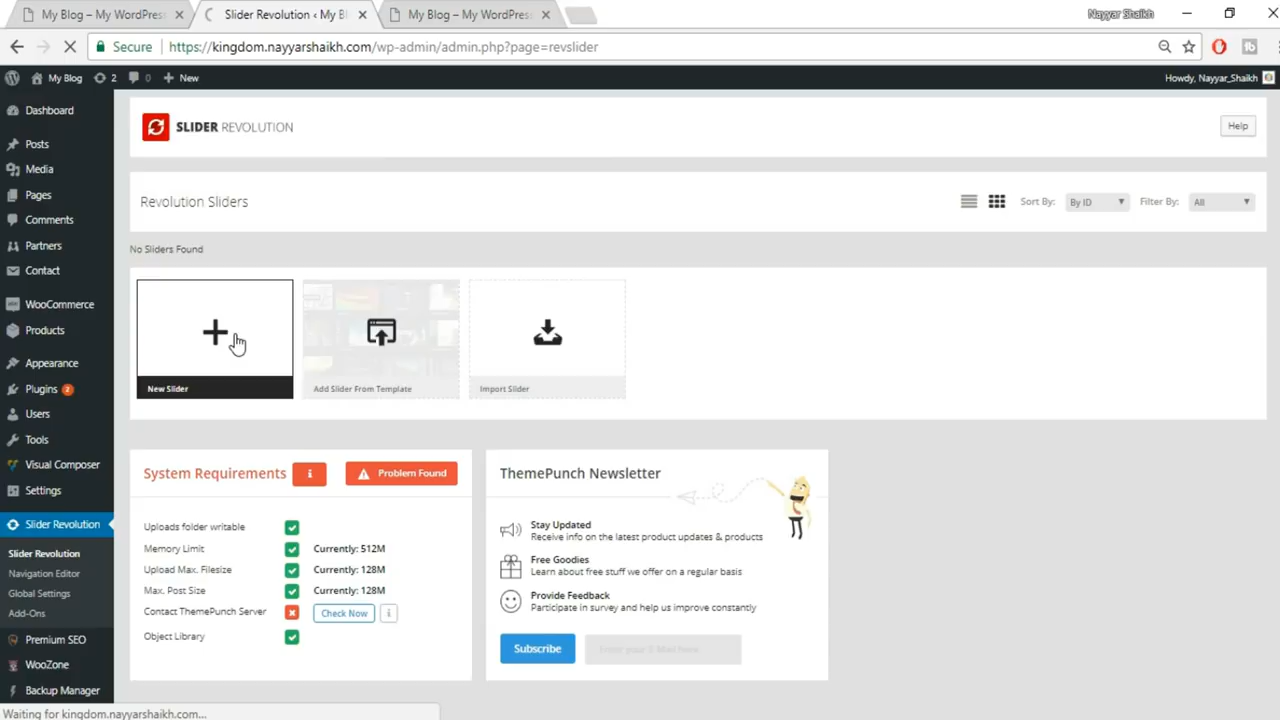 My Blog – My WordPress
Slider Revolution ‹ My Bl
My Blog – My WordPress
Nayyar Shaikh
Secure
https://kingdom.nayyarshaikh.com/wp-admin/admin.php?page=revslider
My Blog
2
0
New
Howdy, Nayyar_Shaikh
Dashboard
Posts
Media
Pages
Comments
Partners
Contact
WooCommerce
Products
Appearance
Plugins 2
Users
Tools
Visual Composer
Settings
Slider Revolution
Slider Revolution
Navigation Editor
Global Settings
Add-Ons
Premium SEO
WooZone
Backup Manager
SLIDER REVOLUTION
Help
Revolution Sliders
Sort By: By ID
Filter By: All
No Sliders Found
New Slider
Add Slider From Template
Import Slider
System Requirements
Problem Found
Uploads folder writable
Memory Limit Currently: 512M
Upload Max. Filesize Currently: 128M
Max. Post Size Currently: 128M
Contact ThemePunch Server Check Now
Object Library
ThemePunch Newsletter
Stay Updated
Receive info on the latest product updates & products
Free Goodies
Learn about free stuff we offer on a regular basis
Provide Feedback
Participate in survey and help us improve constantly
Subscribe
Enter your E-Mail here
Waiting for kingdom.nayyarshaikh.com...